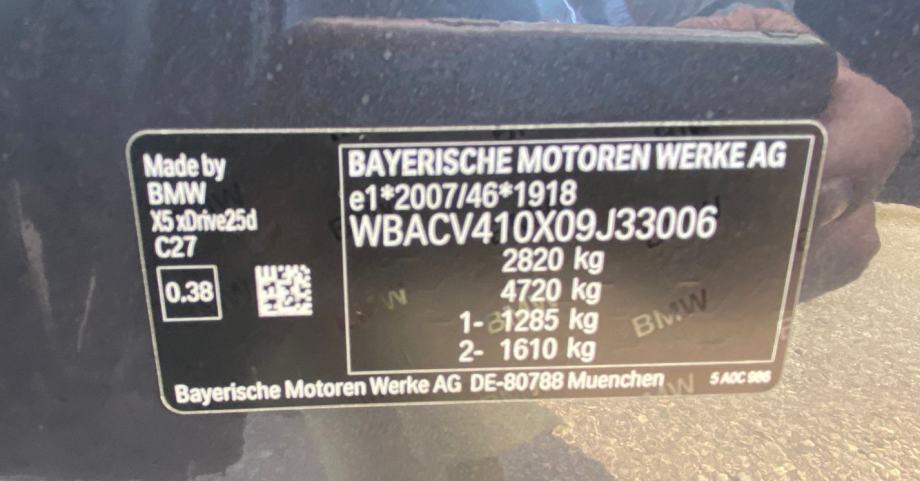 Made by
BMW
X5 xDrive25d
C27
0.38
BAYERISCHE MOTOREN WERKE AG
e1*2007/46*1918
WBACV410X09J33006
2820 kg
4720 kg
1- 1285 kg
2- 1610 kg
BMW
Bayerische Motoren Werke AG DE-80788 Muenchen
5 A0C 986